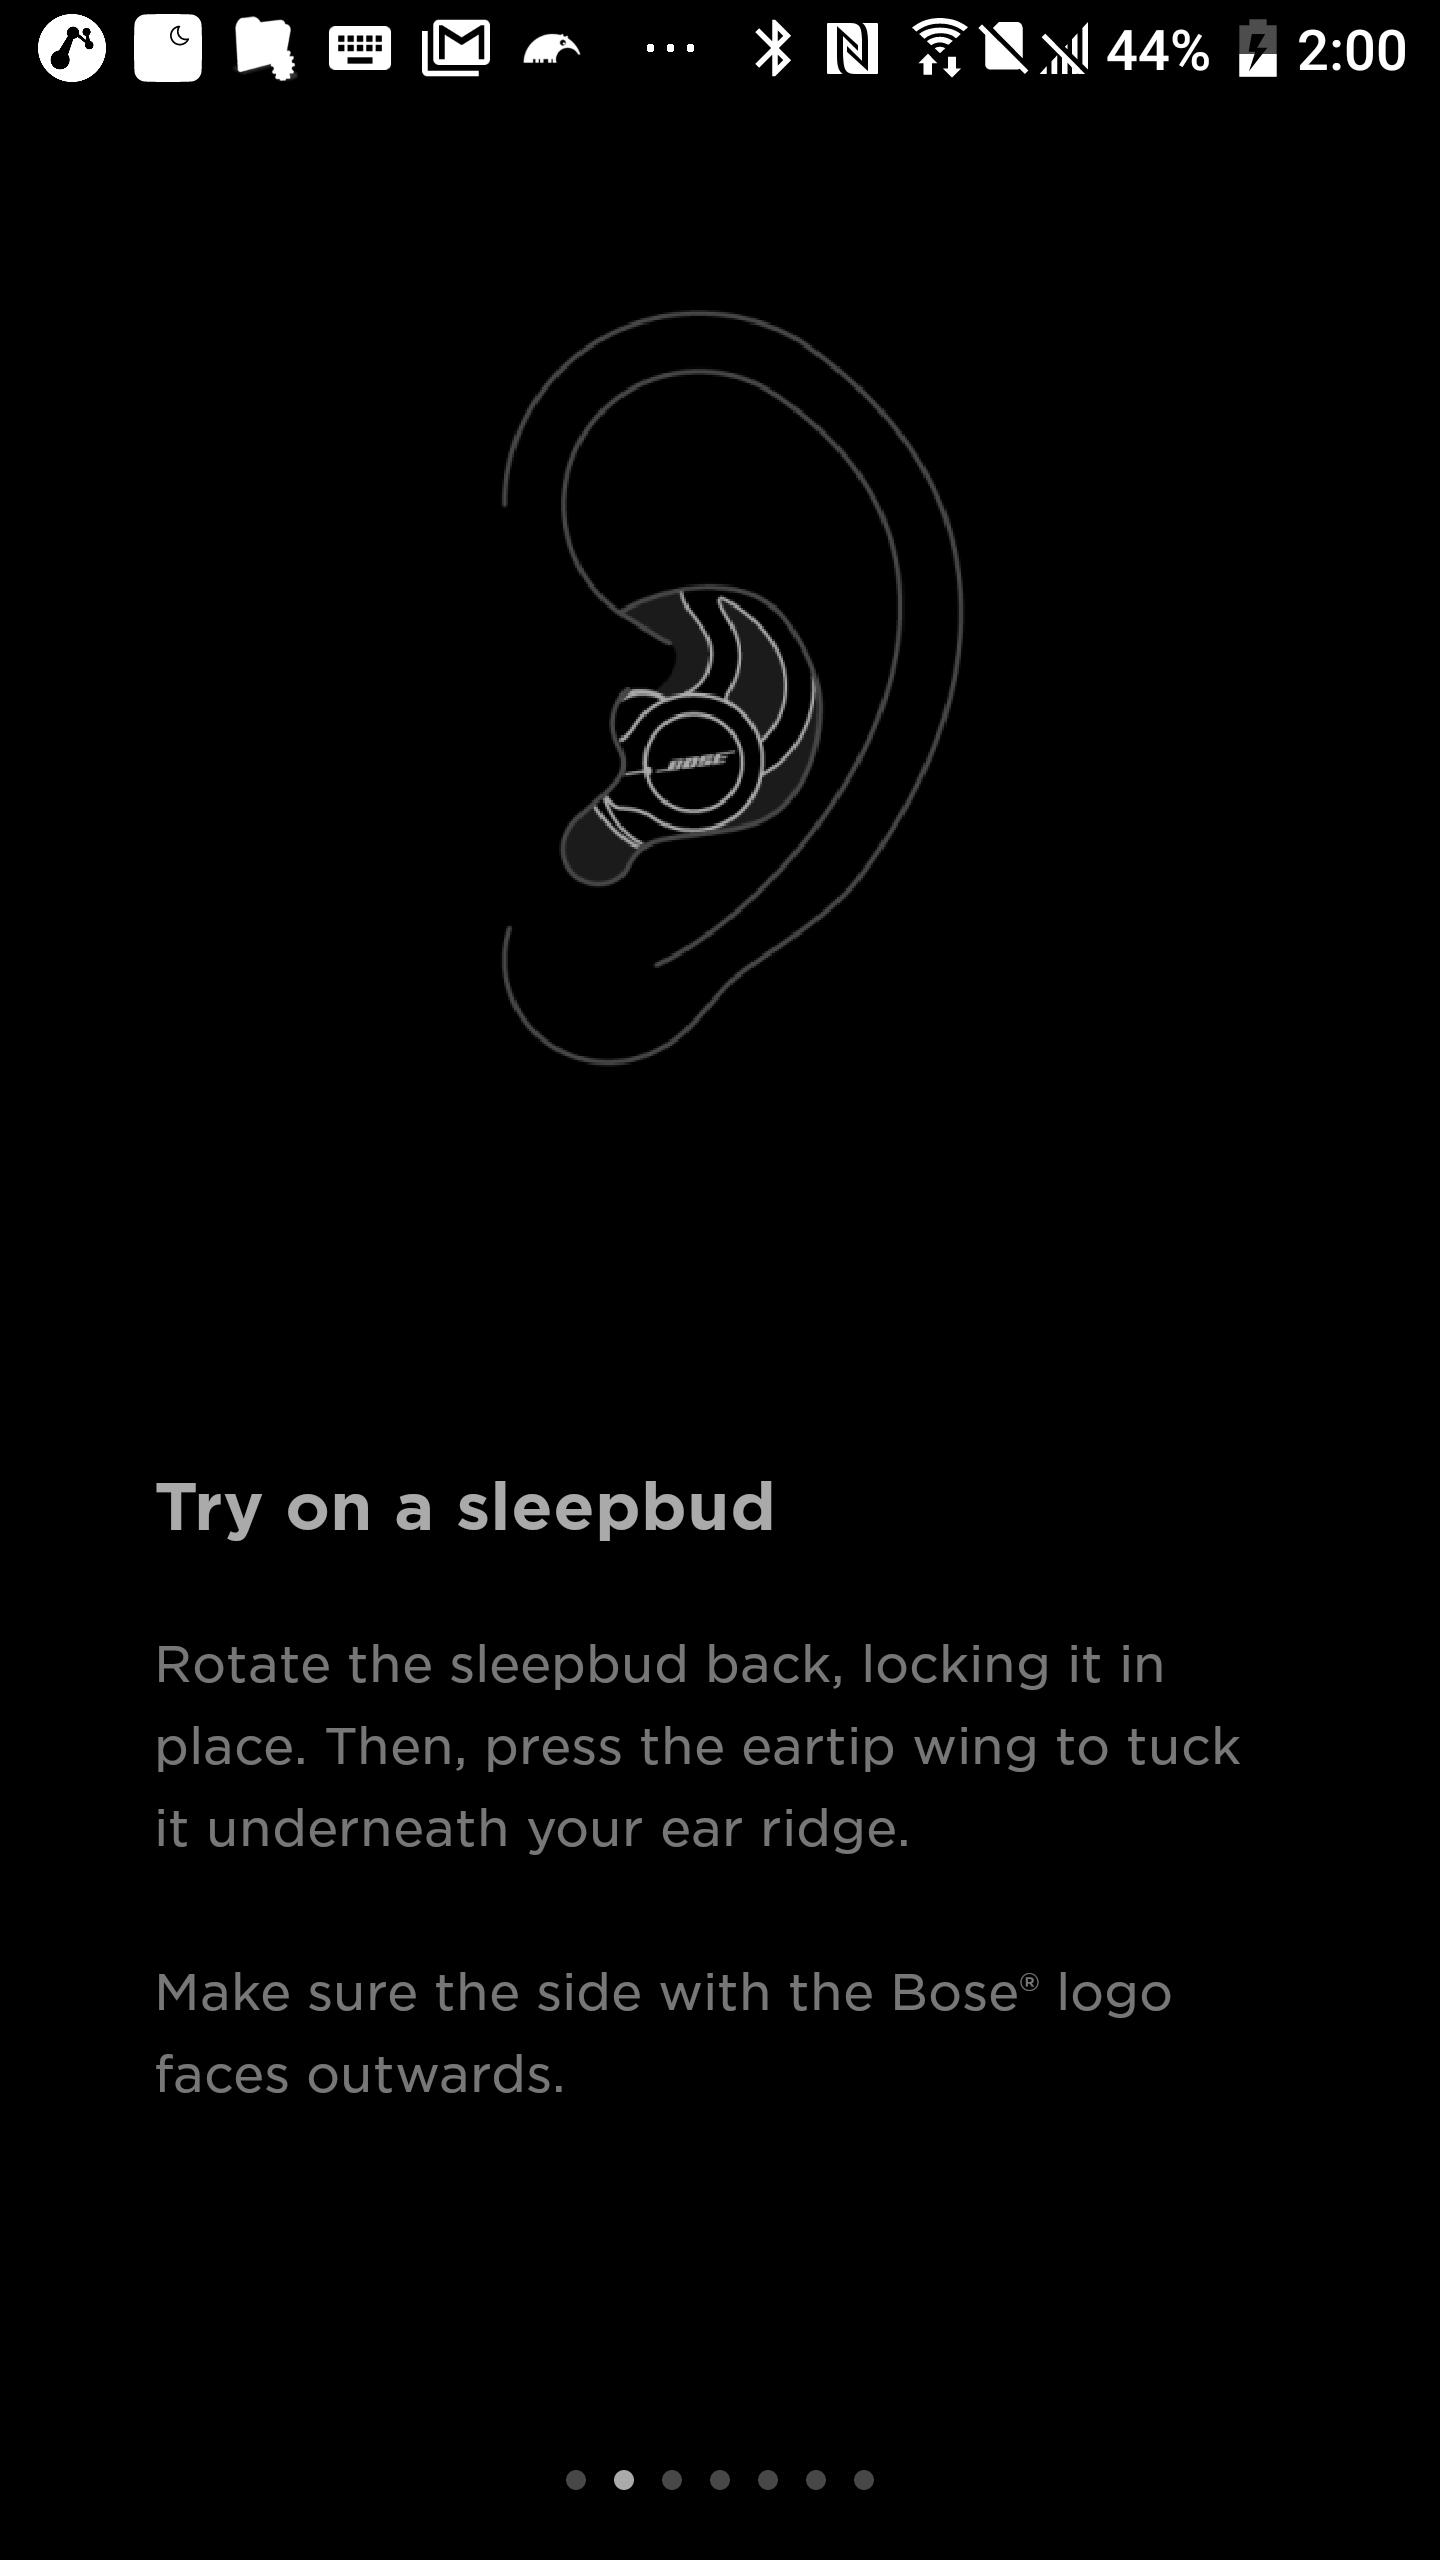 44% 2:00
BOSE
Try on a sleepbud
Rotate the sleepbud back, locking it in
place. Then, press the eartip wing to tuck
it underneath your ear ridge.
Make sure the side with the Bose® logo
faces outwards.